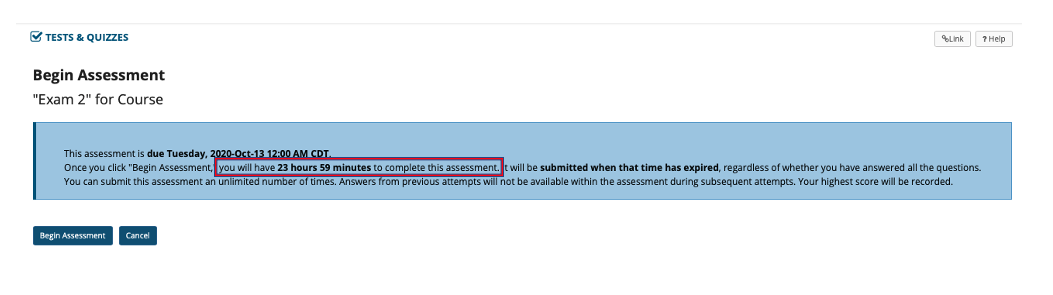 TESTS & QUIZZES
Link
? Help
Begin Assessment
"Exam 2" for Course
This assessment is due Tuesday, 2020-Oct-13 12:00 AM CDT.
Once you click "Begin Assessment," you will have 23 hours 59 minutes to complete this assessment. It will be submitted when that time has expired, regardless of whether you have answered all the questions.
You can submit this assessment an unlimited number of times. Answers from previous attempts will not be available within the assessment during subsequent attempts. Your highest score will be recorded.
Begin Assessment
Cancel